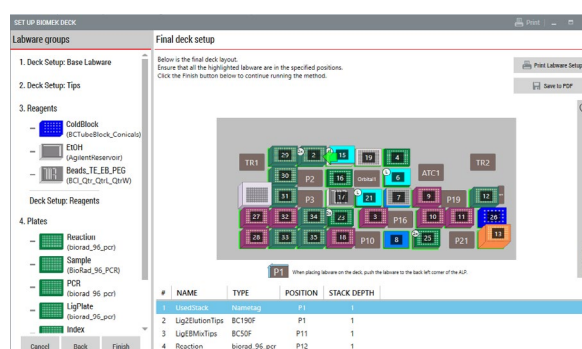 SET UP BIOMEK DECK
Print
Labware groups
Final deck setup
1. Deck Setup: Base Labware
2. Deck Setup: Tips
3. Reagents
ColdBlock
(BCTubeBlock_Conicals)
EtOH
(AgilentReservoir)
Beads_TE_EB_PEG
(BCI_Qtr_QtrL_QtrW)
Deck Setup: Reagents
4. Plates
Reaction
(biorad_96_pcr)
Sample
(BioRad_96_PCR)
PCR
(biorad_96_pcr)
LigPlate
(biorad_96_pcr)
Index
Cancel Back Finish
Below is the final deck layout.
Ensure that all the highlighted labware are in the specified positions.
Click the Finish button below to continue running the method.
Print Labware Setup
Save to PDF
TR1 29 2 15 19 4 TR2
30 P2 16 Orbital1 6 ATC1
31 P3 17 21 7 9 P19 12
27 32 34 23 3 P16 10 11 26
28 33 35 18 P10 8 25 P21 13
P1 When placing labware on the deck, push the labware to the back left corner of the ALP.
# NAME TYPE POSITION STACK DEPTH
1 UsedStack Nametag P1 1
2 Lig2ElutionTips BC190F P1 1
3 LigEBMixTips BC50F P11 1
4 Reaction biorad_96_pcr P12 1